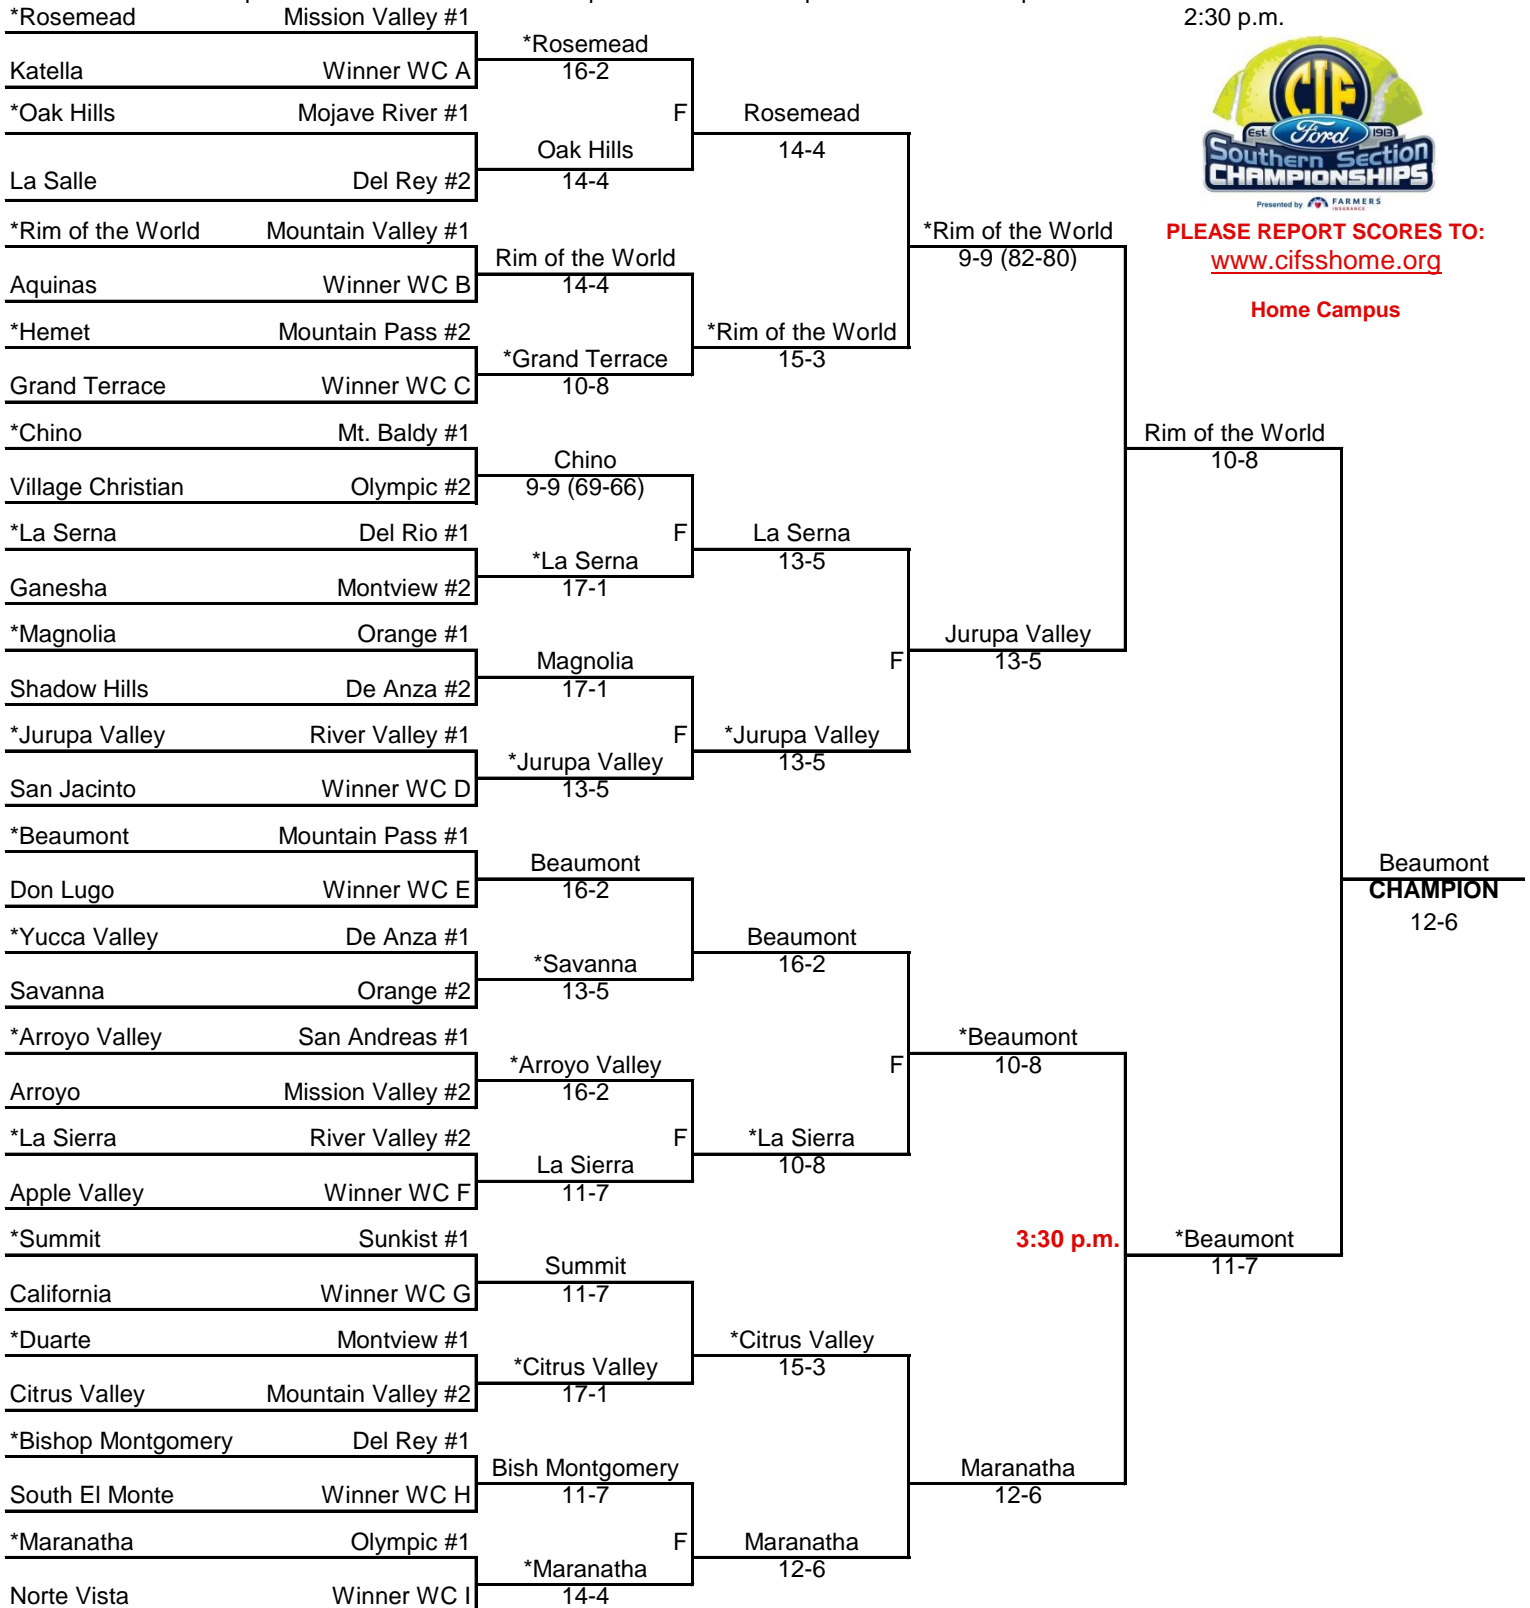 *Rosemead Mission Valley #1 2:30 p.m.
*Rosemead
Katella Winner WC A 16-2
*Oak Hills Mojave River #1 F Rosemead
Oak Hills 14-4
La Salle Del Rey #2 14-4
CIF
Est. Ford 1913
Southern Section
CHAMPIONSHIPS
Presented by FARMERS
INSURANCE
*Rim of the World Mountain Valley #1 *Rim of the World PLEASE REPORT SCORES TO:
Rim of the World 9-9 (82-80) www.cifsshome.org
Aquinas Winner WC B 14-4
Home Campus
*Hemet Mountain Pass #2 *Rim of the World
*Grand Terrace 15-3
Grand Terrace Winner WC C 10-8
*Chino Mt. Baldy #1 Rim of the World
Chino 10-8
Village Christian Olympic #2 9-9 (69-66)
*La Serna Del Rio #1 F La Serna
*La Serna 13-5
Ganesha Montview #2 17-1
*Magnolia Orange #1 Jurupa Valley
Magnolia F 13-5
Shadow Hills De Anza #2 17-1
*Jurupa Valley River Valley #1 F *Jurupa Valley
*Jurupa Valley 13-5
San Jacinto Winner WC D 13-5
*Beaumont Mountain Pass #1
Beaumont Beaumont
Don Lugo Winner WC E 16-2 CHAMPION
12-6
*Yucca Valley De Anza #1 Beaumont
*Savanna 16-2
Savanna Orange #2 13-5
*Arroyo Valley San Andreas #1 *Beaumont
*Arroyo Valley F 10-8
Arroyo Mission Valley #2 16-2
*La Sierra River Valley #2 F *La Sierra
La Sierra 10-8
Apple Valley Winner WC F 11-7
*Summit Sunkist #1 3:30 p.m. *Beaumont
Summit 11-7
California Winner WC G 11-7
*Duarte Montview #1 *Citrus Valley
*Citrus Valley 15-3
Citrus Valley Mountain Valley #2 17-1
*Bishop Montgomery Del Rey #1
Bish Montgomery Maranatha
South El Monte Winner WC H 11-7 12-6
*Maranatha Olympic #1 F Maranatha
*Maranatha 12-6
Norte Vista Winner WC I 14-4